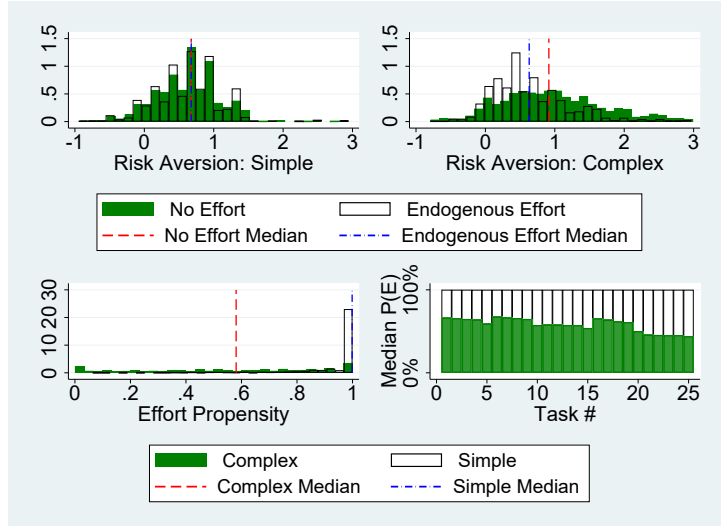 0 .5 1 1.5
-1 0 1 2 3
Risk Aversion: Simple
0 .5 1 1.5
-1 0 1 2 3
Risk Aversion: Complex
No Effort Endogenous Effort
No Effort Median Endogenous Effort Median
0 10 20 30
0 .2 .4 .6 .8 1
Effort Propensity
Median P(E)
0% 100%
0 5 10 15 20 25
Task #
Complex Simple
Complex Median Simple Median